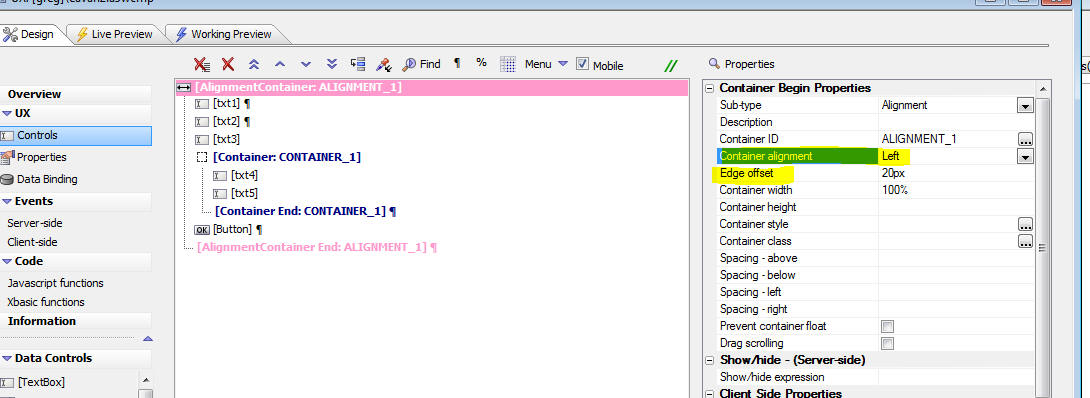 Design Live Preview Working Preview
Find ¶ % Menu Mobile // Properties
Overview
UX
Controls
Properties
Data Binding
Events
Server-side
Client-side
Code
Javascript functions
Xbasic functions
Information
Data Controls
[TextBox]
[AlignmentContainer: ALIGNMENT_1]
[txt1] ¶
[txt2] ¶
[txt3]
[Container: CONTAINER_1]
[txt4]
[txt5]
[Container End: CONTAINER_1] ¶
OK [Button] ¶
[AlignmentContainer End: ALIGNMENT_1] ¶
Container Begin Properties
Sub-type Alignment
Description
Container ID ALIGNMENT_1
Container alignment Left
Edge offset 20px
Container width 100%
Container height
Container style
Container class
Spacing - above
Spacing - below
Spacing - left
Spacing - right
Prevent container float
Drag scrolling
Show/hide - (Server-side)
Show/hide expression
Client Side Properties